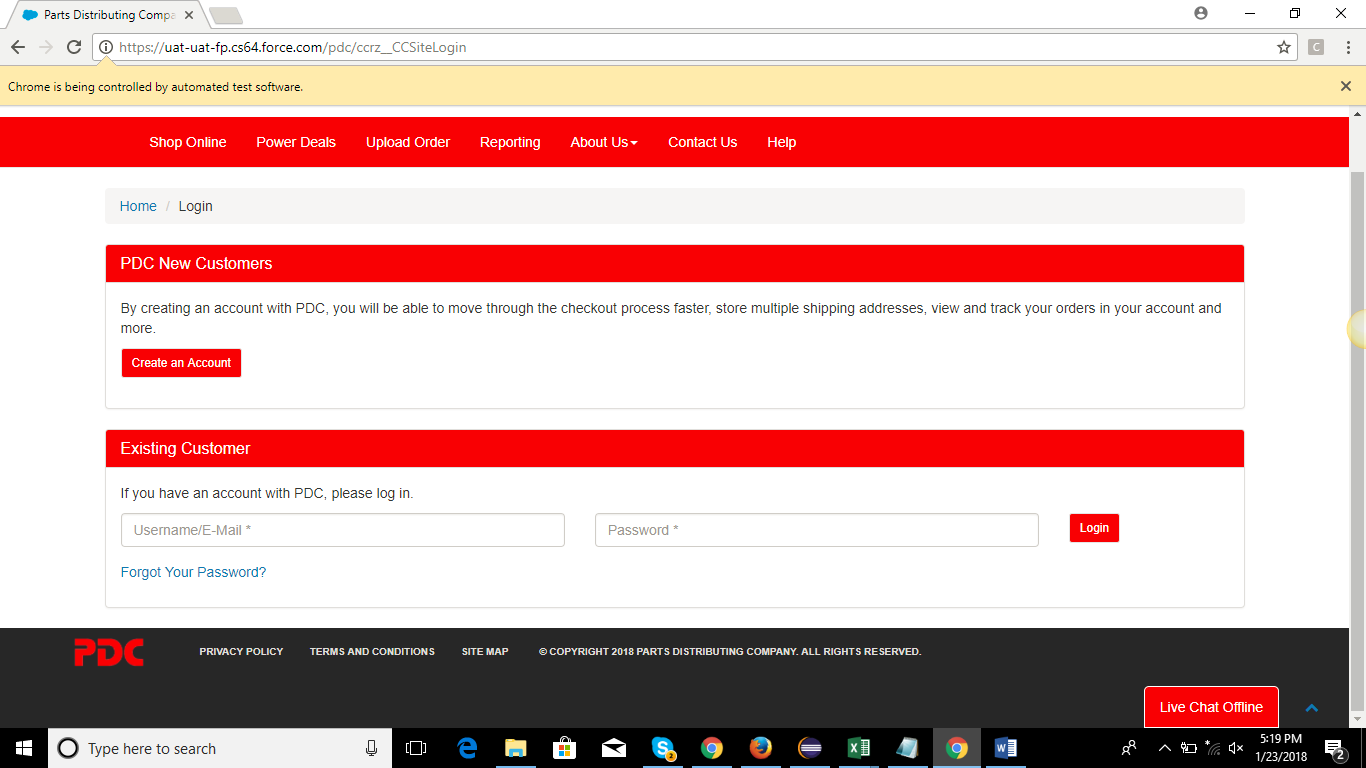 Parts Distributing Compa
https://uat-uat-fp.cs64.force.com/pdc/ccrz__CCSiteLogin
C
Chrome is being controlled by automated test software.
Shop Online Power Deals Upload Order Reporting About Us Contact Us Help
Home / Login
PDC New Customers
By creating an account with PDC, you will be able to move through the checkout process faster, store multiple shipping addresses, view and track your orders in your account and
more.
Create an Account
Existing Customer
If you have an account with PDC, please log in.
Username/E-Mail * Password * Login
Forgot Your Password?
PDC PRIVACY POLICY TERMS AND CONDITIONS SITE MAP © COPYRIGHT 2018 PARTS DISTRIBUTING COMPANY. ALL RIGHTS RESERVED.
Live Chat Offline
Type here to search
5:19 PM
1/23/2018
2